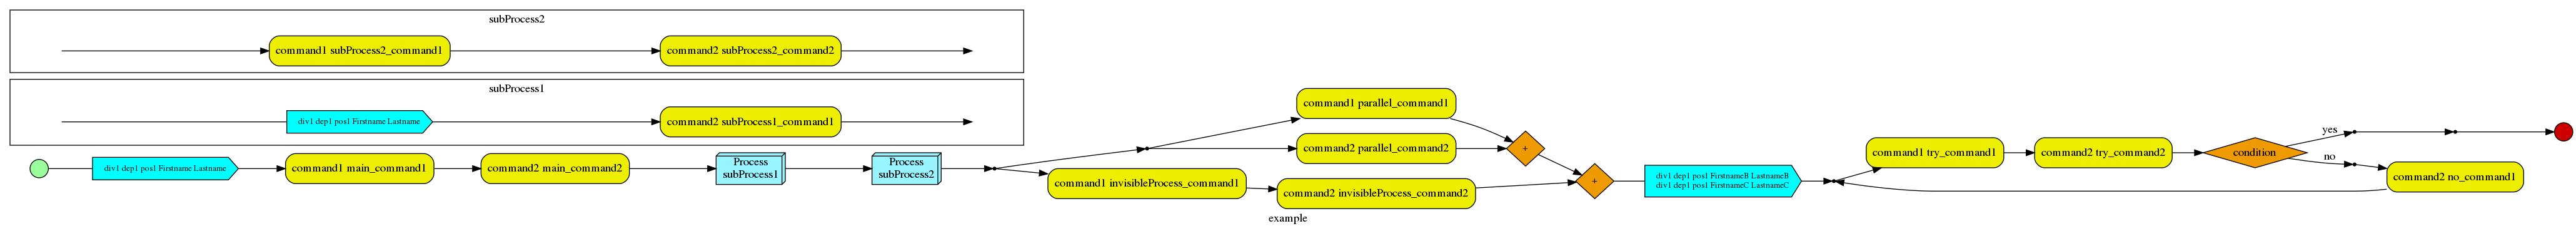 subProcess2
command1 subProcess2_command1
command2 subProcess2_command2
subProcess1
div1 dep1 pos1 Firstname Lastname
command2 subProcess1_command1
div1 dep1 pos1 Firstname Lastname
command1 main_command1
command2 main_command2
Process
subProcess1
Process
subProcess2
command1 parallel_command1
command2 parallel_command2
+
command1 invisibleProcess_command1
command2 invisibleProcess_command2
+
div1 dep1 pos1 FirstnameB LastnameB
div1 dep1 pos1 FirstnameC LastnameC
command1 try_command1
command2 try_command2
condition
yes
no
command2 no_command1
example